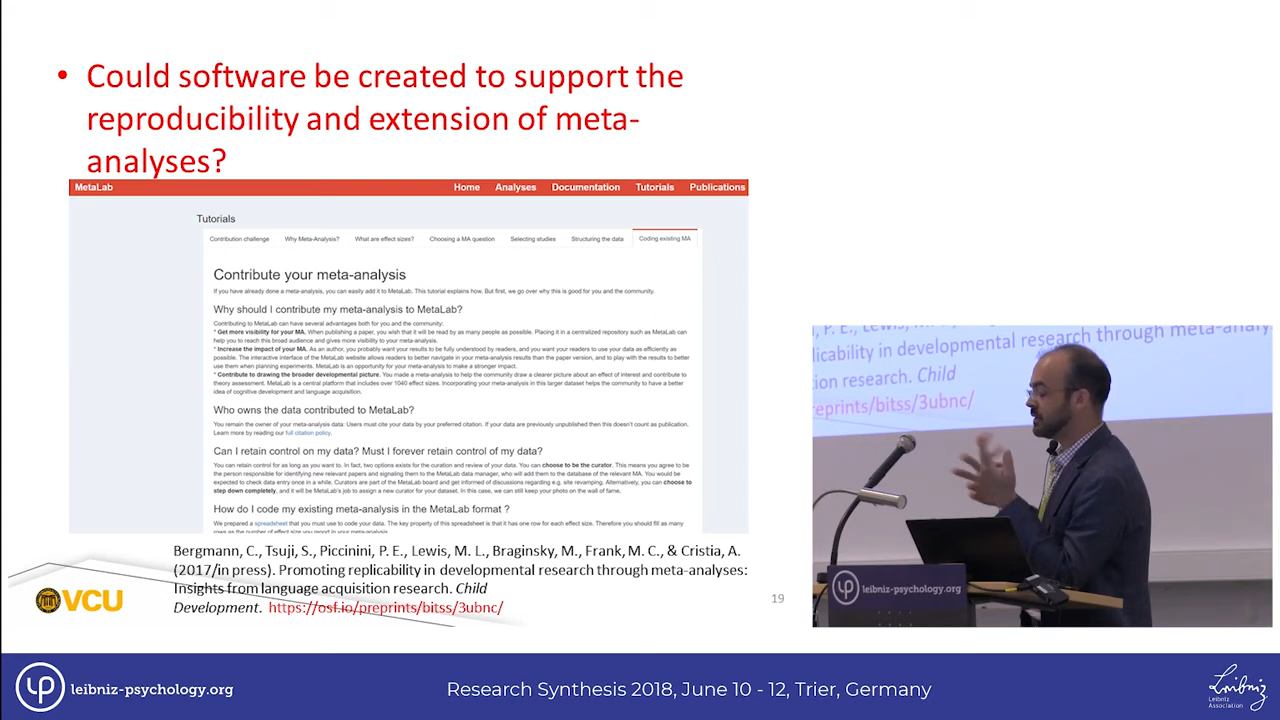 • Could software be created to support the
reproducibility and extension of meta-
analyses?
MetaLab Home Analyses Documentation Tutorials Publications
Tutorials
Contribution challenge Why Meta-Analysis? What are effect sizes? Choosing a MA question Selecting studies Structuring the data Coding existing MA
Contribute your meta-analysis
If you have already done a meta-analysis, you can easily add it to MetaLab. This tutorial explains how. But first, we go over why this is good for you and the community.
Why should I contribute my meta-analysis to MetaLab?
Contributing to MetaLab can have several advantages both for you and the community:
* Get more visibility for your MA. When publishing a paper, you wish that it will be read by as many people as possible. Placing it in a centralized repository such as MetaLab can
help you to reach this broad audience and gives more visibility to your meta-analysis.
* Increase the impact of your MA. As an author, you probably want your results to be fully understood by readers, and you want your readers to use your data as efficiently as
possible. The interactive interface of the MetaLab website allows readers to better navigate in your meta-analysis results than the paper version, and to play with the results to better
use them when planning experiments. MetaLab is an opportunity for your meta-analysis to make a stronger impact.
* Contribute to drawing the broader developmental picture. You made a meta-analysis to help the community draw a clearer picture about an effect of interest and contribute to
theory assessment. MetaLab is a central platform that includes over 1040 effect sizes. Incorporating your meta-analysis in this larger dataset helps the community to have a better
idea of cognitive development and language acquisition.
Who owns the data contributed to MetaLab?
You remain the owner of your meta-analysis data: Users must cite your data by your preferred citation. If your data are previously unpublished then this doesn't count as publication.
Learn more by reading our full citation policy.
Can I retain control on my data? Must I forever retain control of my data?
You can retain control for as long as you want to. In fact, two options exists for the curation and review of your data. You can choose to be the curator. This means you agree to be
the person responsible for identifying new relevant papers and signaling them to the MetaLab data manager, who will add them to the database of the relevant MA. You would be
expected to check data entry once in a while. Curators are part of the MetaLab board and get informed of discussions regarding e.g. site revamping. Alternatively, you can choose to
step down completely, and it will be MetaLab's job to assign a new curator for your dataset. In this case, we can still keep your photo on the wall of fame.
How do I code my existing meta-analysis in the MetaLab format ?
We prepared a spreadsheet that you must use to code your data. The key property of this spreadsheet is that it has one row for each effect size. Therefore you should fill as many
rows as the number of effect size you report in your meta-analysis.
Bergmann, C., Tsuji, S., Piccinini, P. E., Lewis, M. L., Braginsky, M., Frank, M. C., & Cristia, A.
(2017/in press). Promoting replicability in developmental research through meta-analyses:
Insights from language acquisition research. Child
Development. https://osf.io/preprints/bitss/3ubnc/
VCU
19
, P. E., Lewis, M.
licability in developmental research through meta-analy
ion research. Child
reprints/bitss/3ubnc/
leibniz-psychology.org
leibniz-psychology.org
Research Synthesis 2018, June 10 - 12, Trier, Germany
Leibniz
Leibniz
Association